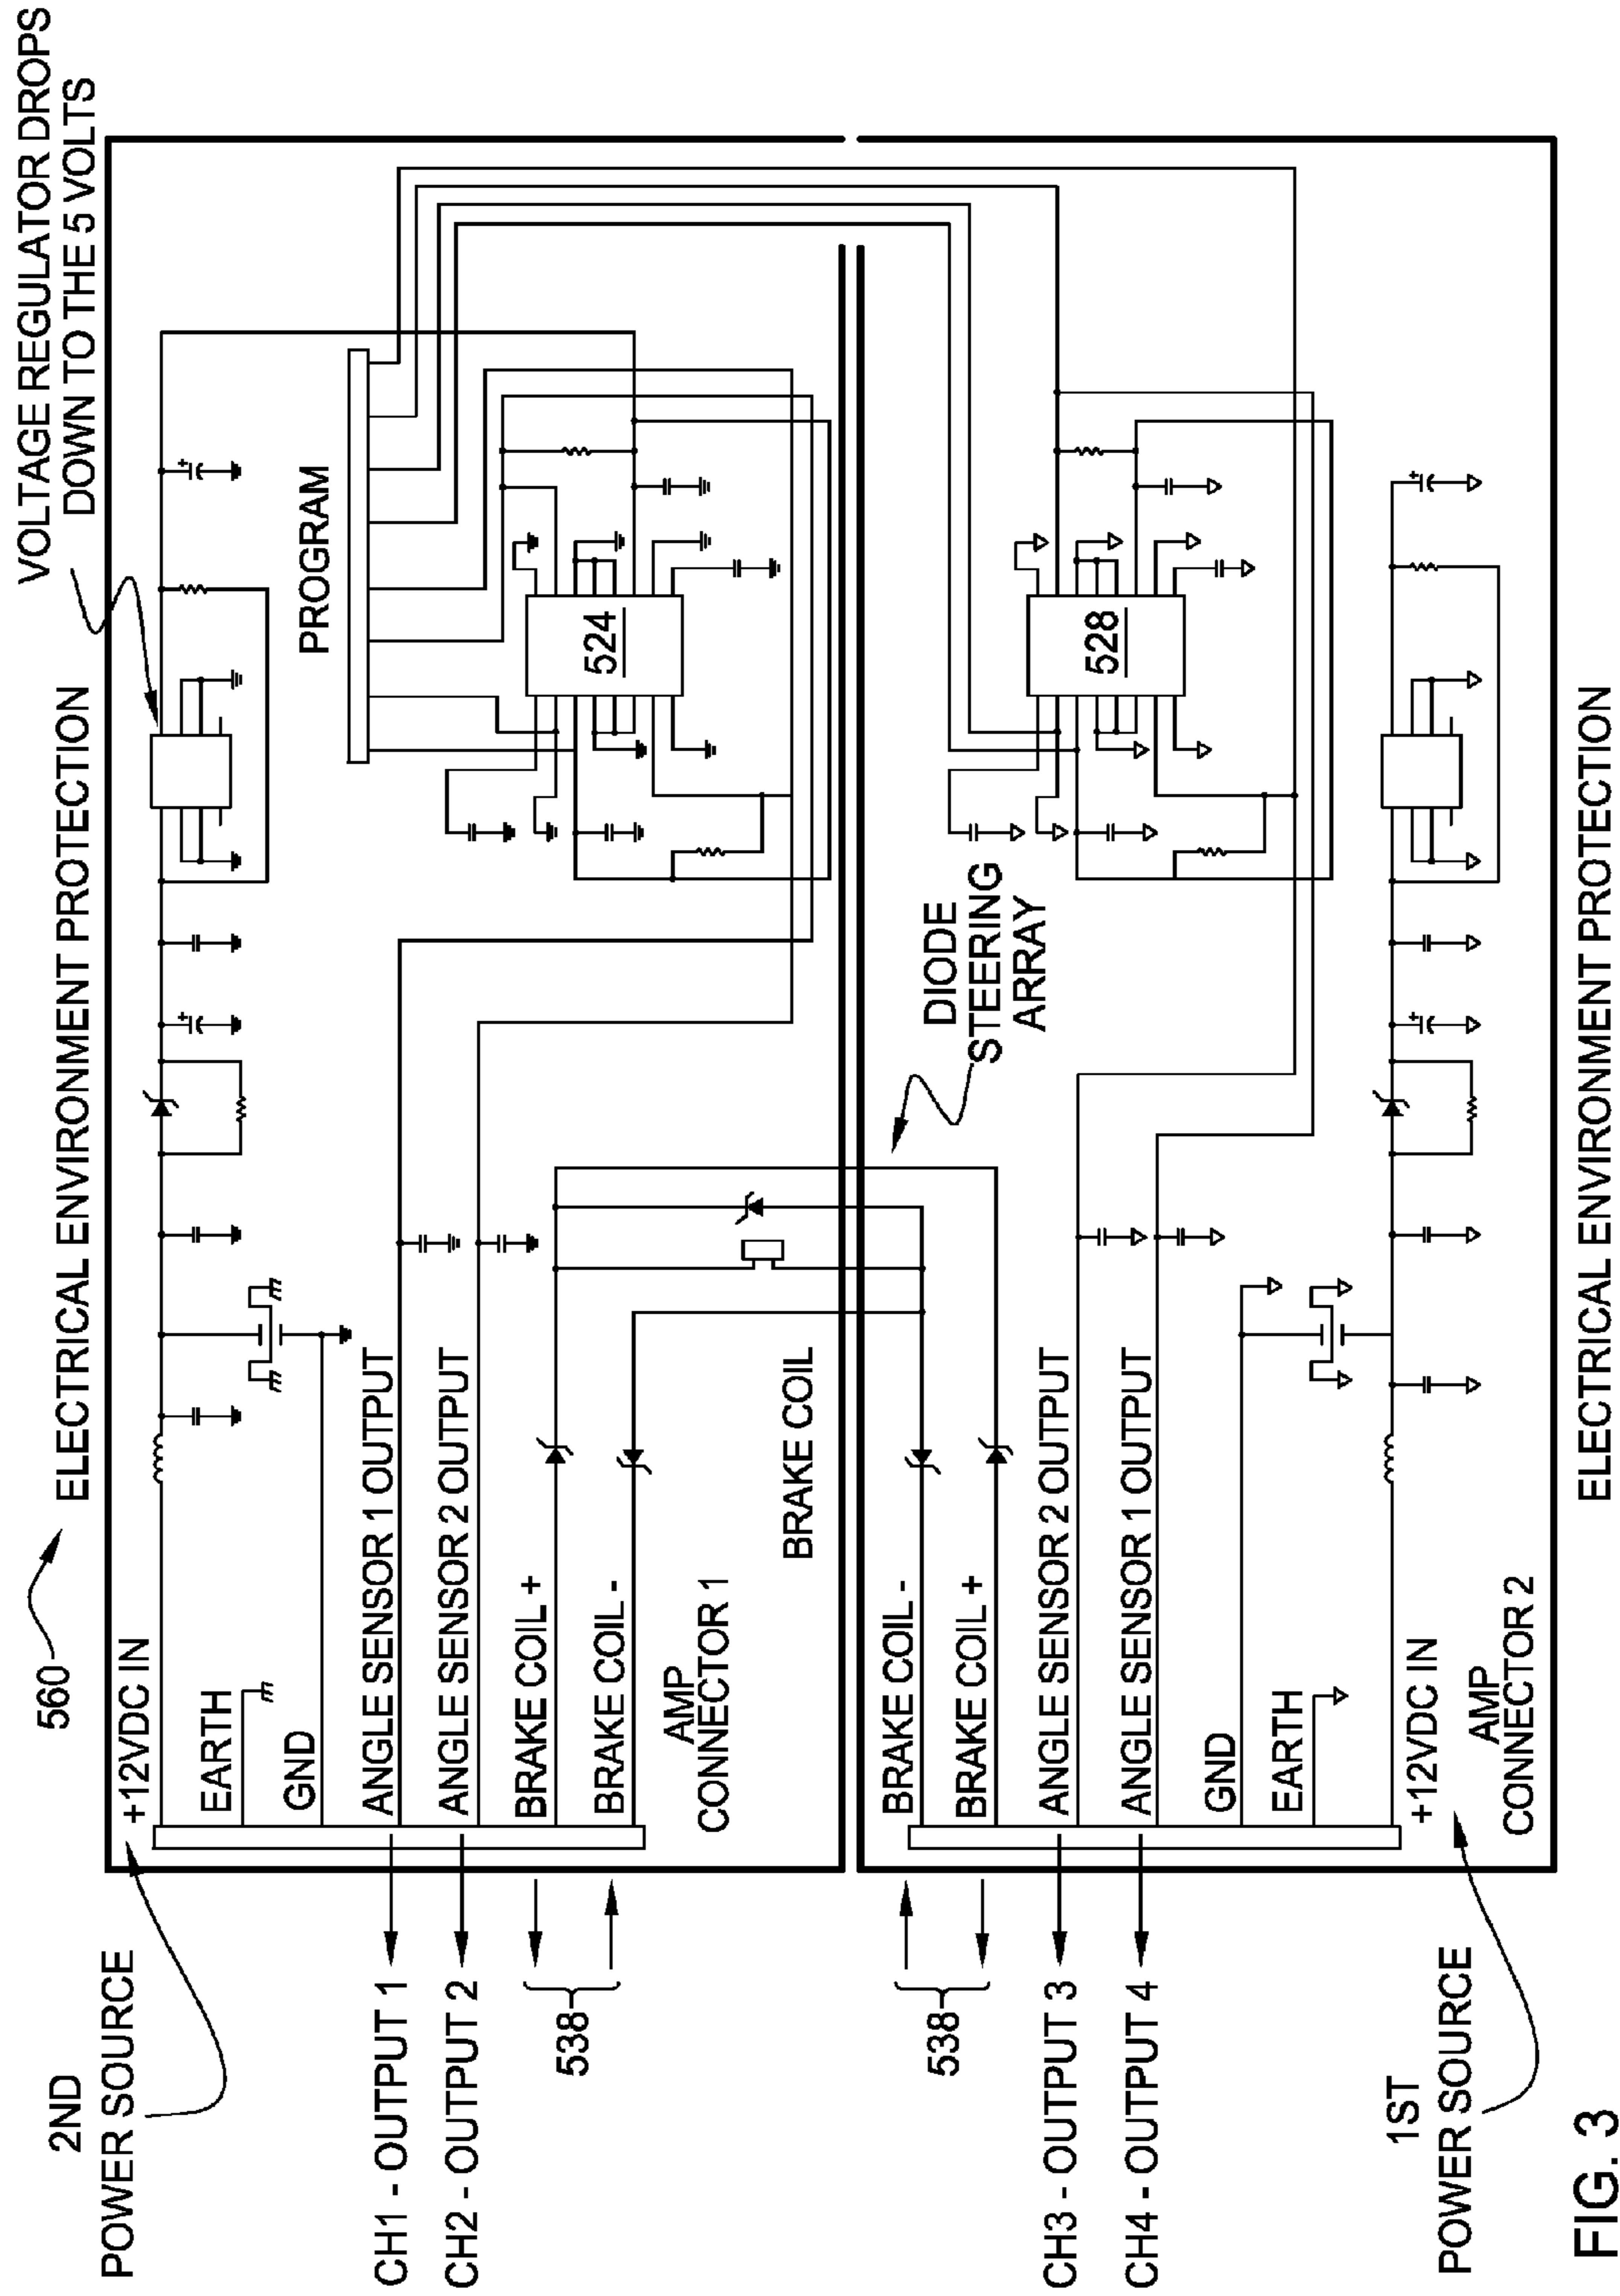 VOLTAGE REGULATOR DROPS
DOWN TO THE 5 VOLTS
560
ELECTRICAL ENVIRONMENT PROTECTION
2ND
POWER SOURCE
+12VDC IN
EARTH
GND
PROGRAM
+
+
CH1 - OUTPUT 1
ANGLE SENSOR 1 OUTPUT
CH2 - OUTPUT 2
ANGLE SENSOR 2 OUTPUT
538
BRAKE COIL +
BRAKE COIL -
524
AMP
CONNECTOR 1
BRAKE COIL
DIODE
STEERING
ARRAY
538
BRAKE COIL -
BRAKE COIL +
CH3 - OUTPUT 3
ANGLE SENSOR 2 OUTPUT
CH4 - OUTPUT 4
ANGLE SENSOR 1 OUTPUT
528
GND
EARTH
1ST
POWER SOURCE
+12VDC IN
+
+
AMP
CONNECTOR 2
ELECTRICAL ENVIRONMENT PROTECTION
FIG. 3